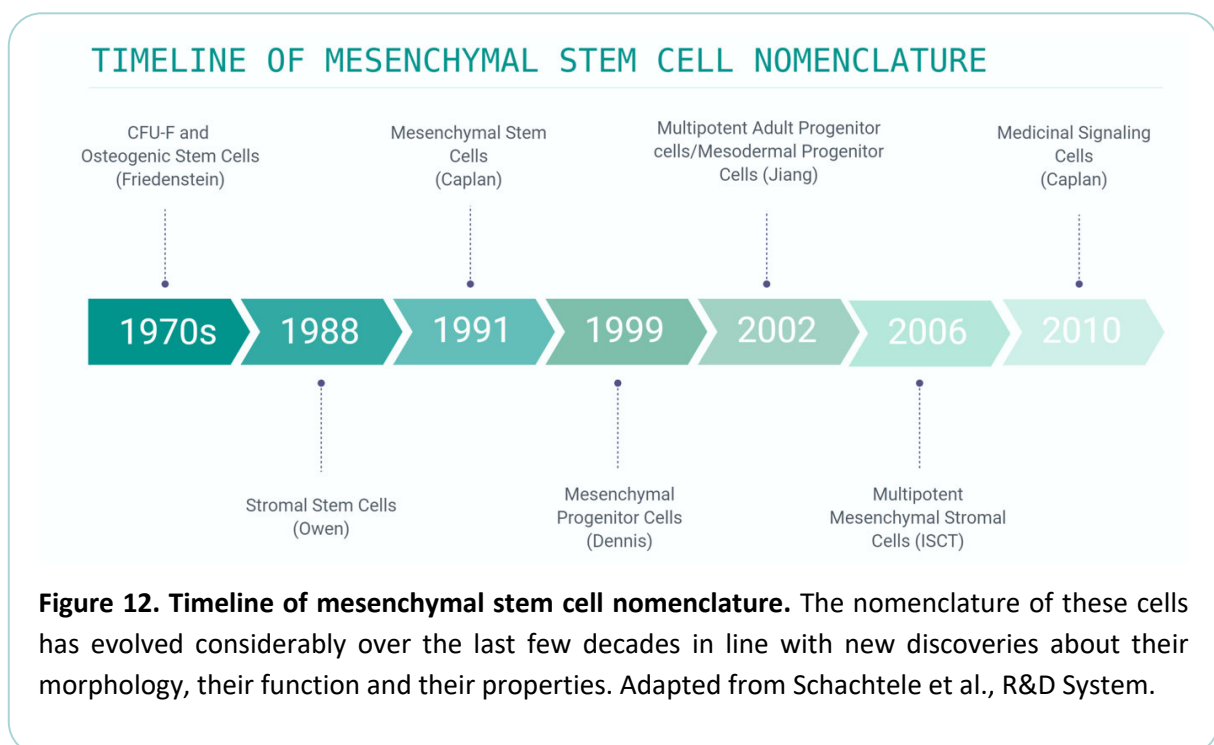 TIMELINE OF MESENCHYMAL STEM CELL NOMENCLATURE
CFU-F and
Osteogenic Stem Cells
(Friedenstein)
Mesenchymal Stem
Cells
(Caplan)
Multipotent Adult Progenitor
cells/Mesodermal Progenitor
Cells (Jiang)
Medicinal Signaling
Cells
(Caplan)
1970s
1988
1991
1999
2002
2006
2010
Stromal Stem Cells
(Owen)
Mesenchymal
Progenitor Cells
(Dennis)
Multipotent
Mesenchymal Stromal
Cells (ISCT)
Figure 12. Timeline of mesenchymal stem cell nomenclature. The nomenclature of these cells
has evolved considerably over the last few decades in line with new discoveries about their
morphology, their function and their properties. Adapted from Schachtele et al., R&D System.